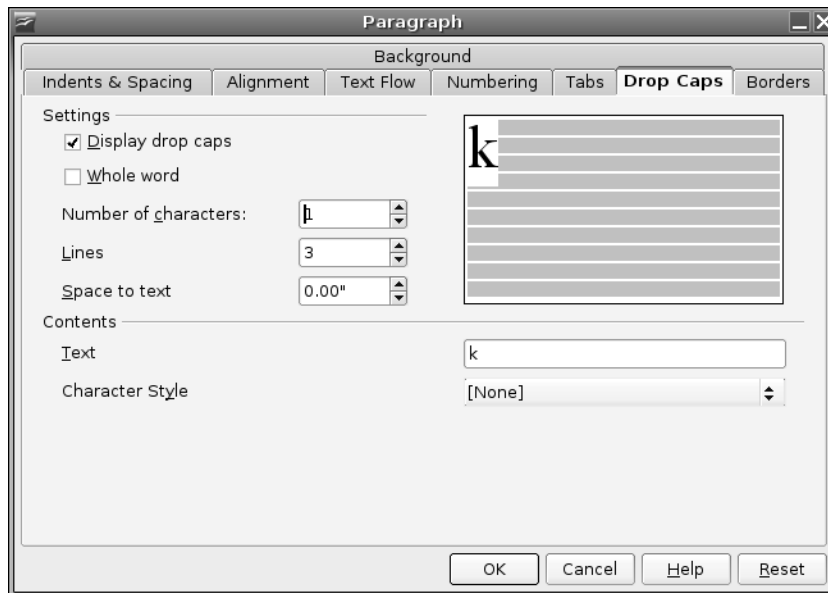 Paragraph
Background
Indents & Spacing Alignment Text Flow Numbering Tabs Drop Caps Borders
Settings
Display drop caps
Whole word
Number of characters: 1
Lines 3
Space to text 0.00"
k
Contents
Text k
Character Style [None]
OK Cancel Help Reset